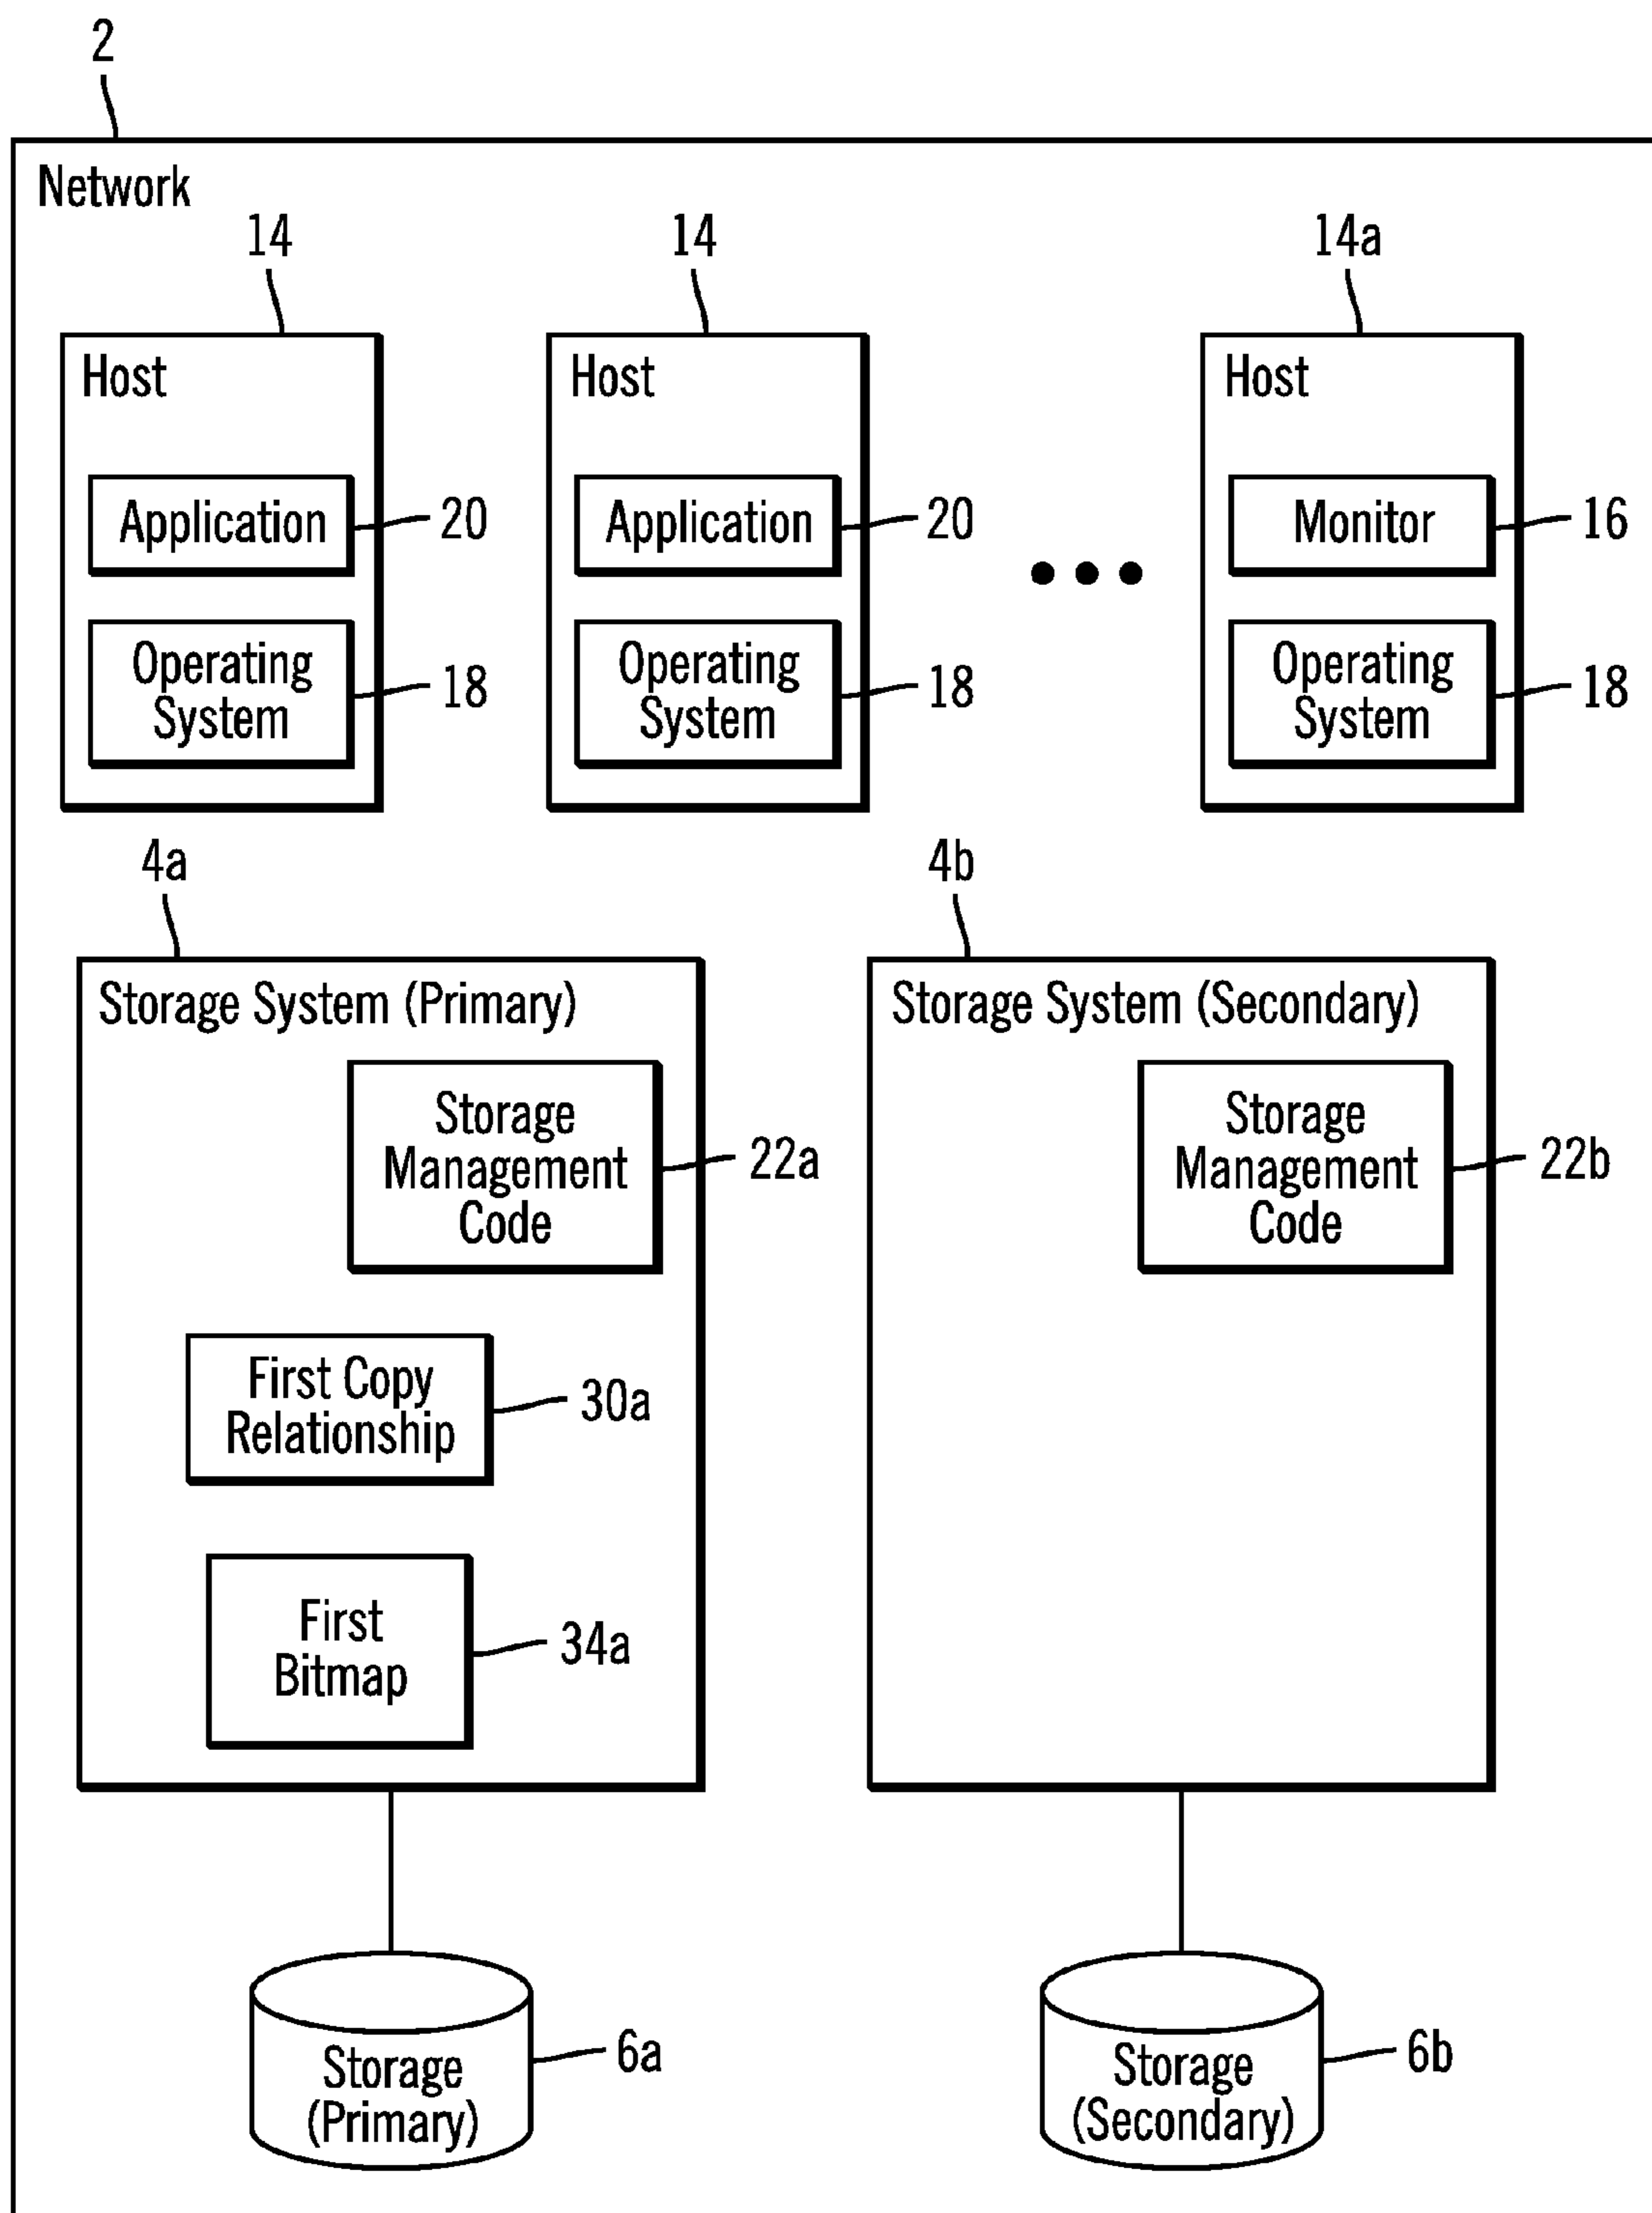 2
Network
14
14
14a
Host
Host
Host
Application
20
Application
20
Monitor
16
Operating
System
18
Operating
System
18
Operating
System
18
4a
4b
Storage System (Primary)
Storage System (Secondary)
Storage
Management
Code
22a
Storage
Management
Code
22b
First Copy
Relationship
30a
First
Bitmap
34a
Storage
(Primary)
6a
Storage
(Secondary)
6b